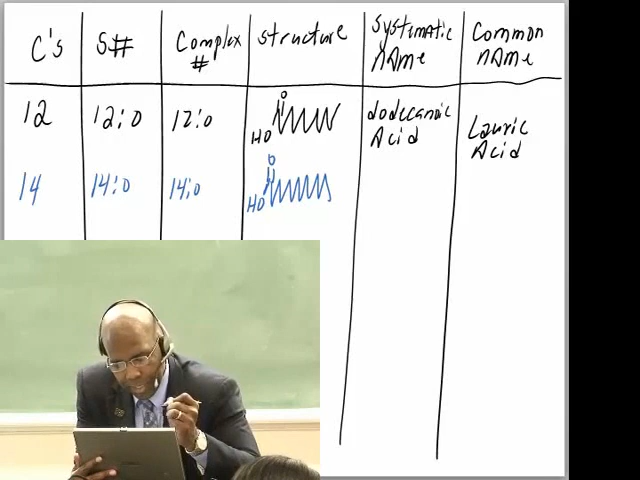 C's S# Complex # Structure Systematic Name Common Name
12 12:0 12:0 HO O dodecanoic Acid Lauric Acid
14 14:0 14:0 HO O